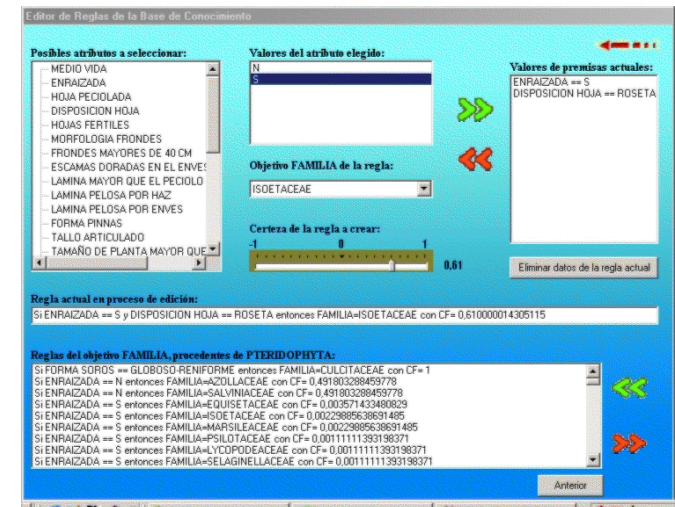 Editor de Reglas de la Base de Conocimiento
Posibles atributos a seleccionar:
MEDIO VIDA
ENRAIZADA
HOJA PECIOLADA
DISPOSICION HOJA
HOJAS FERTILES
MORFOLOGIA FRONDES
FRONDES MAYORES DE 40 CM
ESCAMAS DORADAS EN EL ENVES
LAMINA MAYOR QUE EL PECIOLO
LAMINA PELOSA POR HAZ
LAMINA PELOSA POR ENVES
FORMA PINNAS
TALLO ARTICULADO
TAMAÑO DE PLANTA MAYOR QUE
Valores del atributo elegido:
N
S
Objetivo FAMILIA de la regla:
ISOETACEAE
Certeza de la regla a crear:
-1 0 1
0,61
Valores de premisas actuales:
ENRAIZADA == S
DISPOSICION HOJA == ROSETA
Eliminar datos de la regla actual
Regla actual en proceso de edición:
Si ENRAIZADA == S y DISPOSICION HOJA == ROSETA entonces FAMILIA=ISOETACEAE con CF= 0,610000014305115
Reglas del objetivo FAMILIA, procedentes de PTERIDOPHYTA:
Si FORMA SOROS == GLOBOSO-RENIFORME entonces FAMILIA=CULCITACEAE con CF= 1
Si ENRAIZADA == N entonces FAMILIA=AZOLLACEAE con CF= 0,491803288459778
Si ENRAIZADA == N entonces FAMILIA=SALVINIACEAE con CF= 0,491803288459778
Si ENRAIZADA == S entonces FAMILIA=EQUISETACEAE con CF= 0,003571433480829
Si ENRAIZADA == S entonces FAMILIA=ISOETACEAE con CF= 0,00229885638691485
Si ENRAIZADA == S entonces FAMILIA=MARSILEACEAE con CF= 0,00229885638691485
Si ENRAIZADA == S entonces FAMILIA=PSILOTACEAE con CF= 0,00111111393198371
Si ENRAIZADA == S entonces FAMILIA=LYCOPODEACEAE con CF= 0,00111111393198371
Si ENRAIZADA == S entonces FAMILIA=SELAGINELLACEAE con CF= 0,00111111393198371
Anterior